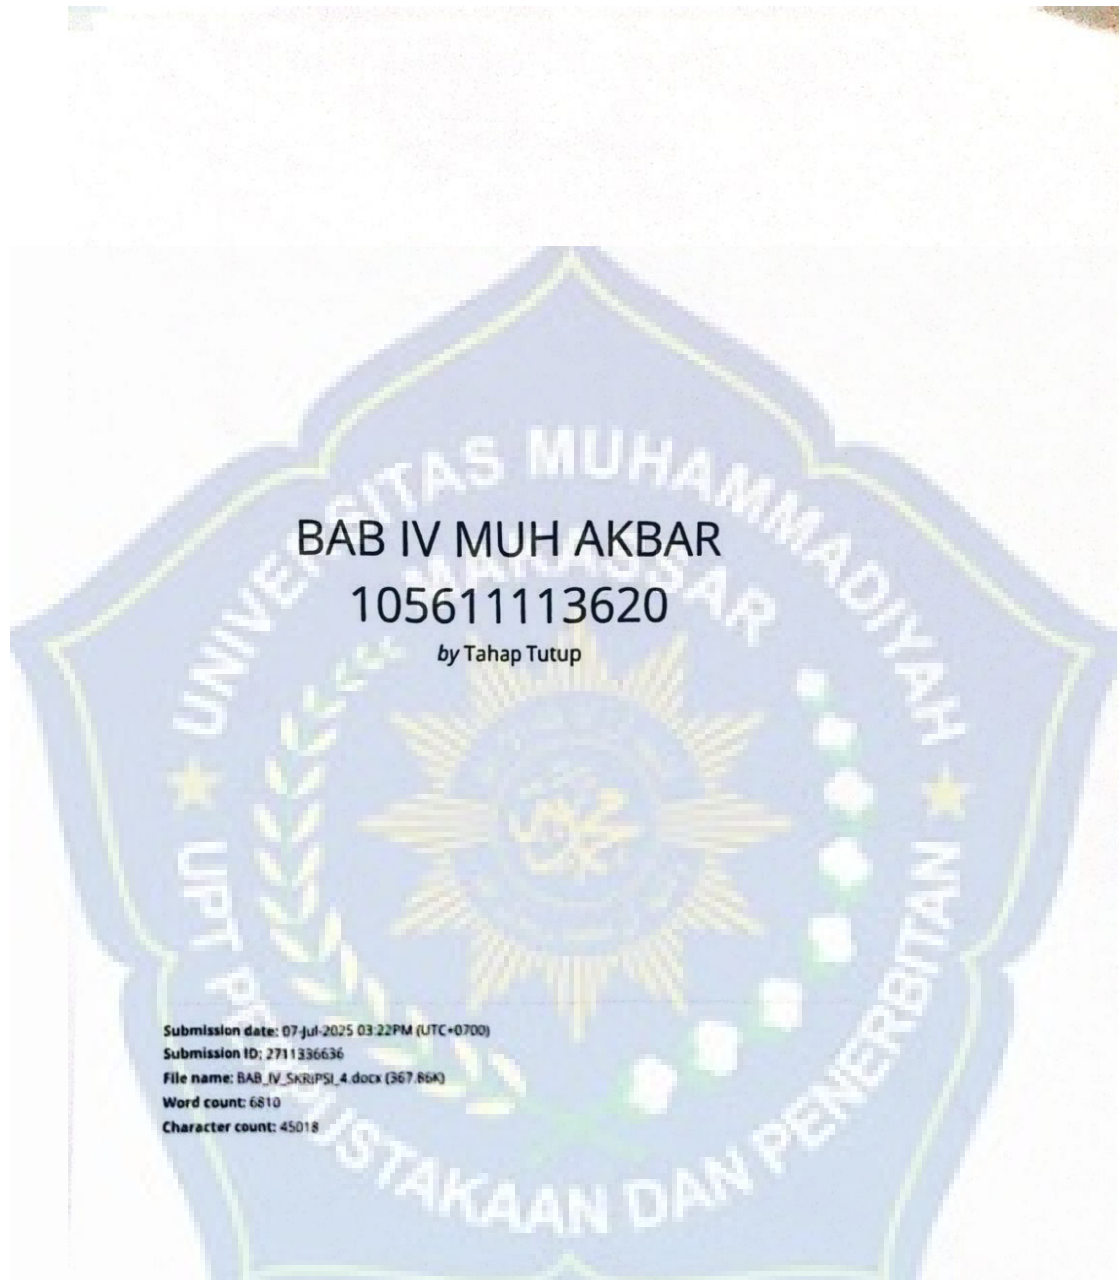 UNIVERSITAS MUHAMMADIYAH
MAKASSAR
BAB IV MUH AKBAR
105611113620
by Tahap Tutup
Submission date: 07-Jul-2025 03:22PM (UTC+0700)
Submission ID: 2711336636
File name: BAB_IV_SKRIPSI_4.docx (367.86K)
Word count: 6810
Character count: 45018
UPT PERPUSTAKAAN DAN PENERBITAN